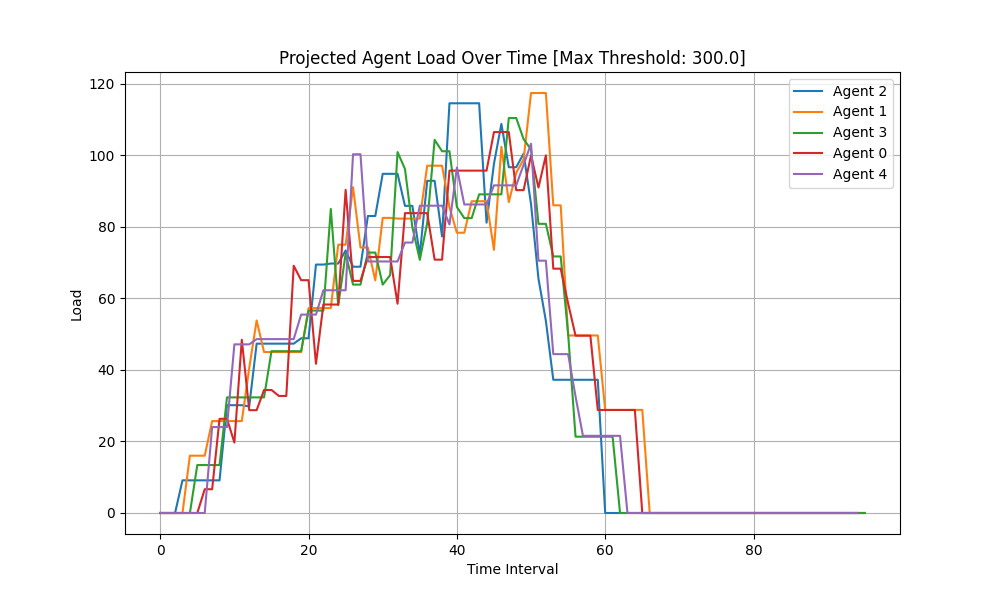 Projected Agent Load Over Time [Max Threshold: 300.0]
120
100
80
60
40
20
0
Load
Agent 2
Agent 1
Agent 3
Agent 0
Agent 4
0 20 40 60 80
Time Interval